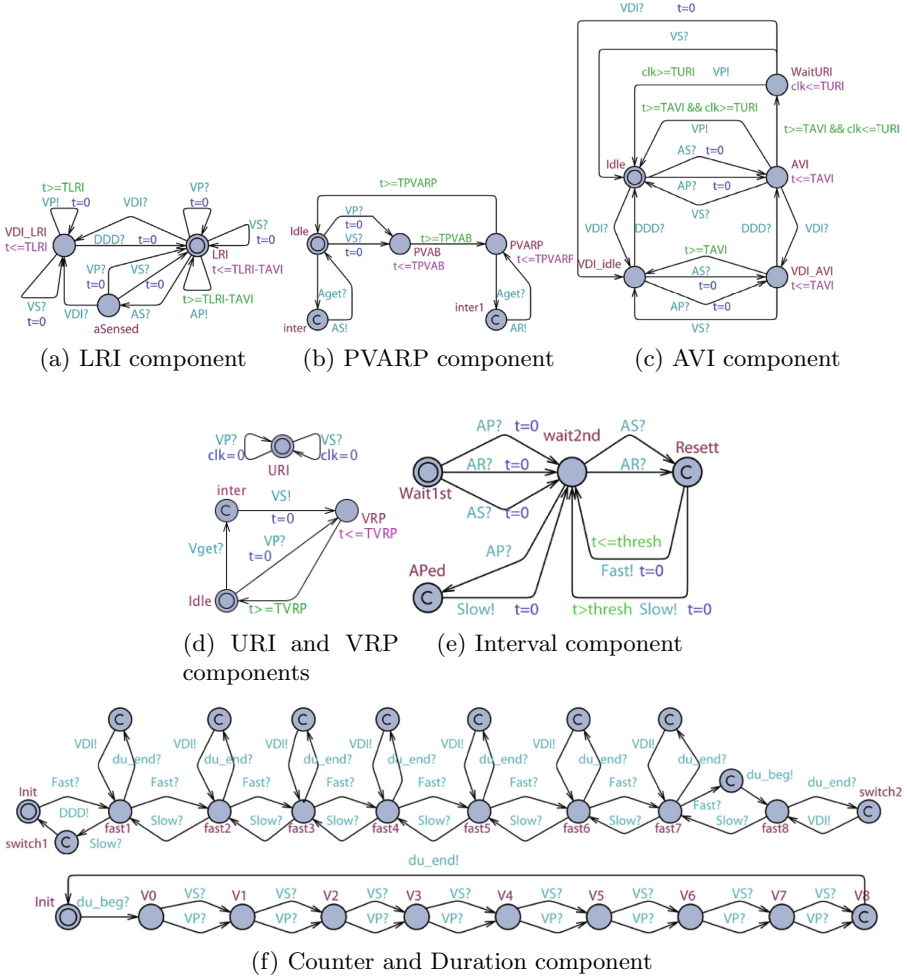 VDI? t=0
VS?
clk>=TURI VP!
WaitURI
clk<=TURI
t>=TAVI && clk>=TURI
VP!
t>=TAVI && clk<=TURI
Idle
AS? t=0
AVI
t<=TAVI
AP? t=0
VS?
VDI? DDD? DDD? VDI?
VDI_idle
t>=TAVI
AS?
t=0
VDI_AVI
t<=TAVI
AP? t=0
VS?
t>=TLRI
VP! t=0
VDI?
VP?
t=0
VDI_LRI
t<=TLRI
DDD? t=0
VS?
t=0
LRI
t<=TLRI-TAVI
VP?
t=0
VS?
t=0
VS?
t=0
VDI?
AS?
t>=TLRI-TAVI
AP!
aSensed
t>=TPVARP
Idle
VP?
t=0
VS?
t=0
t>=TPVAB
PVAB
t<=TPVAB
PVARP
t<=TPVARP
Aget?
inter
AS!
inter1
Aget?
AR!
(a) LRI component
(b) PVARP component
(c) AVI component
VP?
clk=0
VS?
clk=0
URI
inter
VS!
t=0
VRP
t<=TVRP
Vget?
VP?
t=0
Idle
t>=TVRP
AP? t=0
wait2nd
AS?
Resett
AR? t=0
AR?
Wait1st
AS? t=0
t<=thresh
Fast! t=0
AP?
APed
Slow! t=0
t>thresh Slow! t=0
(d) URI and VRP
components
(e) Interval component
VDI! VDI! VDI! VDI! VDI! VDI! VDI!
du_end? du_end? du_end? du_end? du_end? du_end? du_end?
du_beg!
Init
Fast? Fast? Fast? Fast? Fast? Fast? Fast? Fast?
du_end?
switch2
DDD!
fast1 fast2 fast3 fast4 fast5 fast6 fast7 fast8
switch1
Slow? Slow? Slow? Slow? Slow? Slow? Slow? Slow?
VDI!
du_end!
Init
du_beg?
V0 V1 V2 V3 V4 V5 V6 V7 V8
VS? VS? VS? VS? VS? VS? VS? VS?
VP? VP? VP? VP? VP? VP? VP? VP?
(f) Counter and Duration component